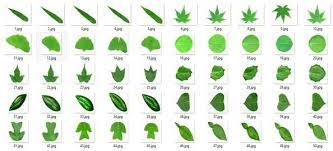 1.jpg 2.jpg 3.jpg 4.jpg 5.jpg 6.jpg 7.jpg 8.jpg 9.jpg 10.jpg
11.jpg 12.jpg 13.jpg 14.jpg 15.jpg 16.jpg 17.jpg 18.jpg 19.jpg 20.jpg
21.jpg 22.jpg 23.jpg 24.jpg 25.jpg 26.jpg 27.jpg 28.jpg 29.jpg 30.jpg
31.jpg 32.jpg 33.jpg 34.jpg 35.jpg 36.jpg 37.jpg 38.jpg 39.jpg 40.jpg
41.jpg 42.jpg 43.jpg 44.jpg 45.jpg 46.jpg 47.jpg 48.jpg 49.jpg 50.jpg